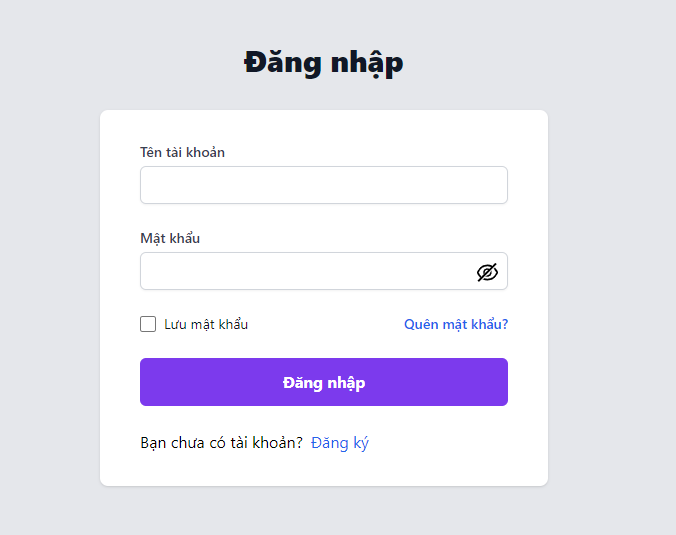 Đăng nhập
Tên tài khoản
Mật khẩu
Lưu mật khẩu Quên mật khẩu?
Đăng nhập
Bạn chưa có tài khoản? Đăng ký